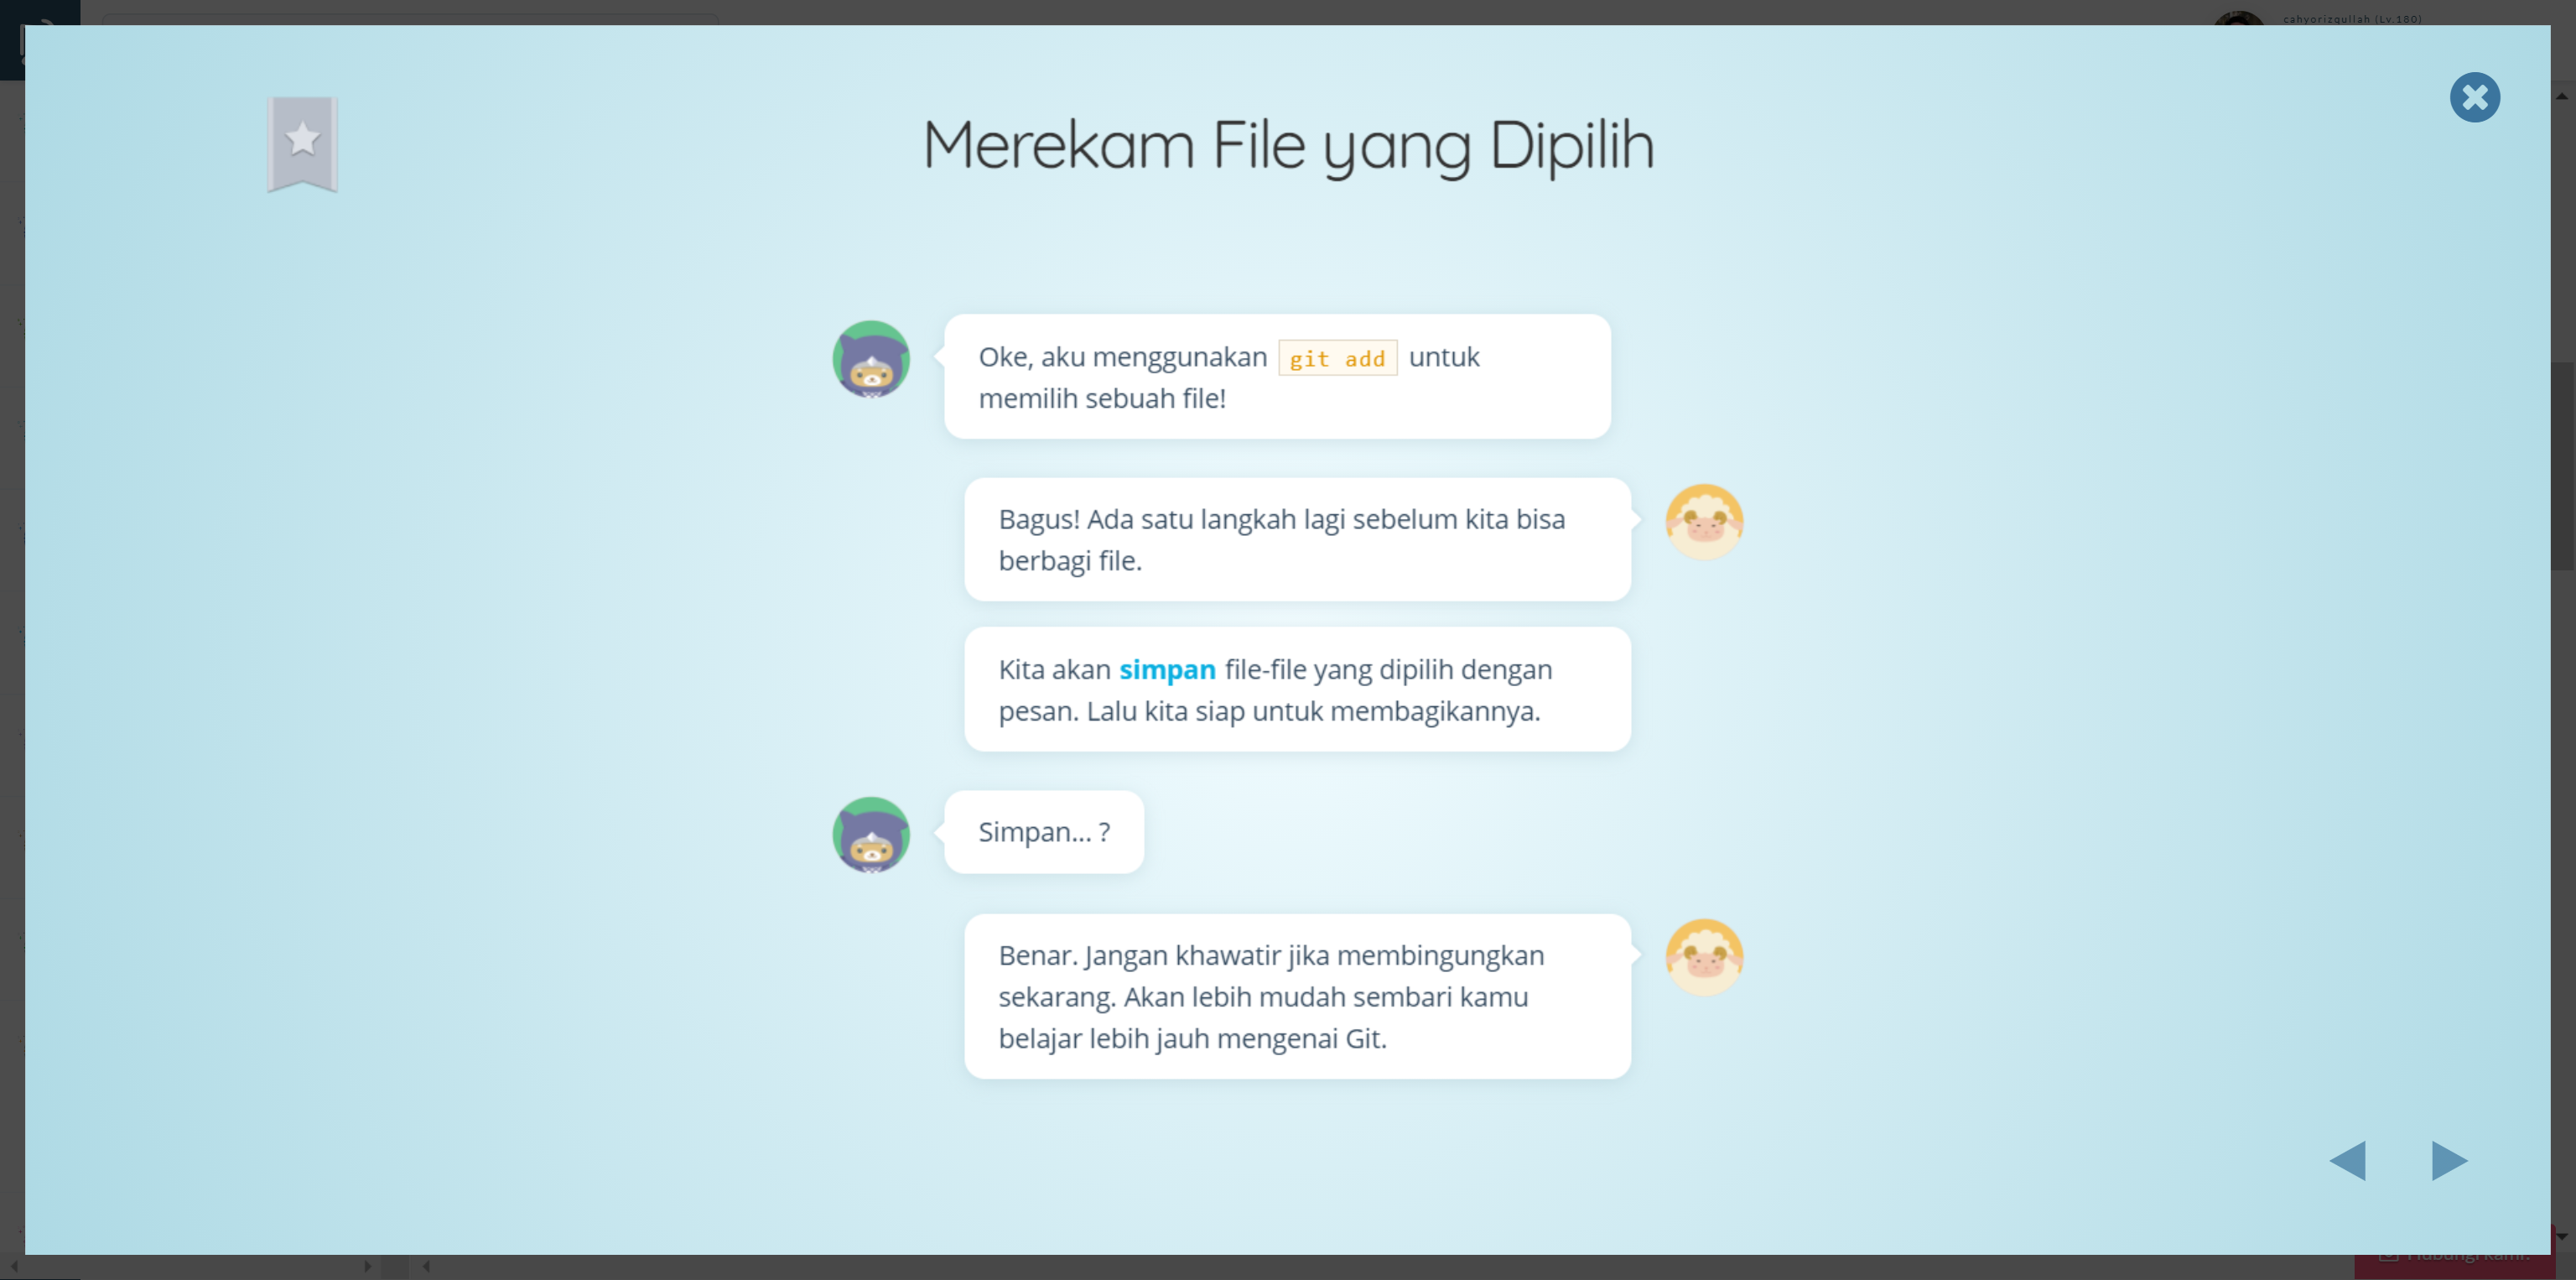 cahyorizqullah (Lv.180)
Merekam File yang Dipilih
Oke, aku menggunakan git add untuk
memilih sebuah file!
Bagus! Ada satu langkah lagi sebelum kita bisa
berbagi file.
Kita akan simpan file-file yang dipilih dengan
pesan. Lalu kita siap untuk membagikannya.
Simpan... ?
Benar. Jangan khawatir jika membingungkan
sekarang. Akan lebih mudah sembari kamu
belajar lebih jauh mengenai Git.